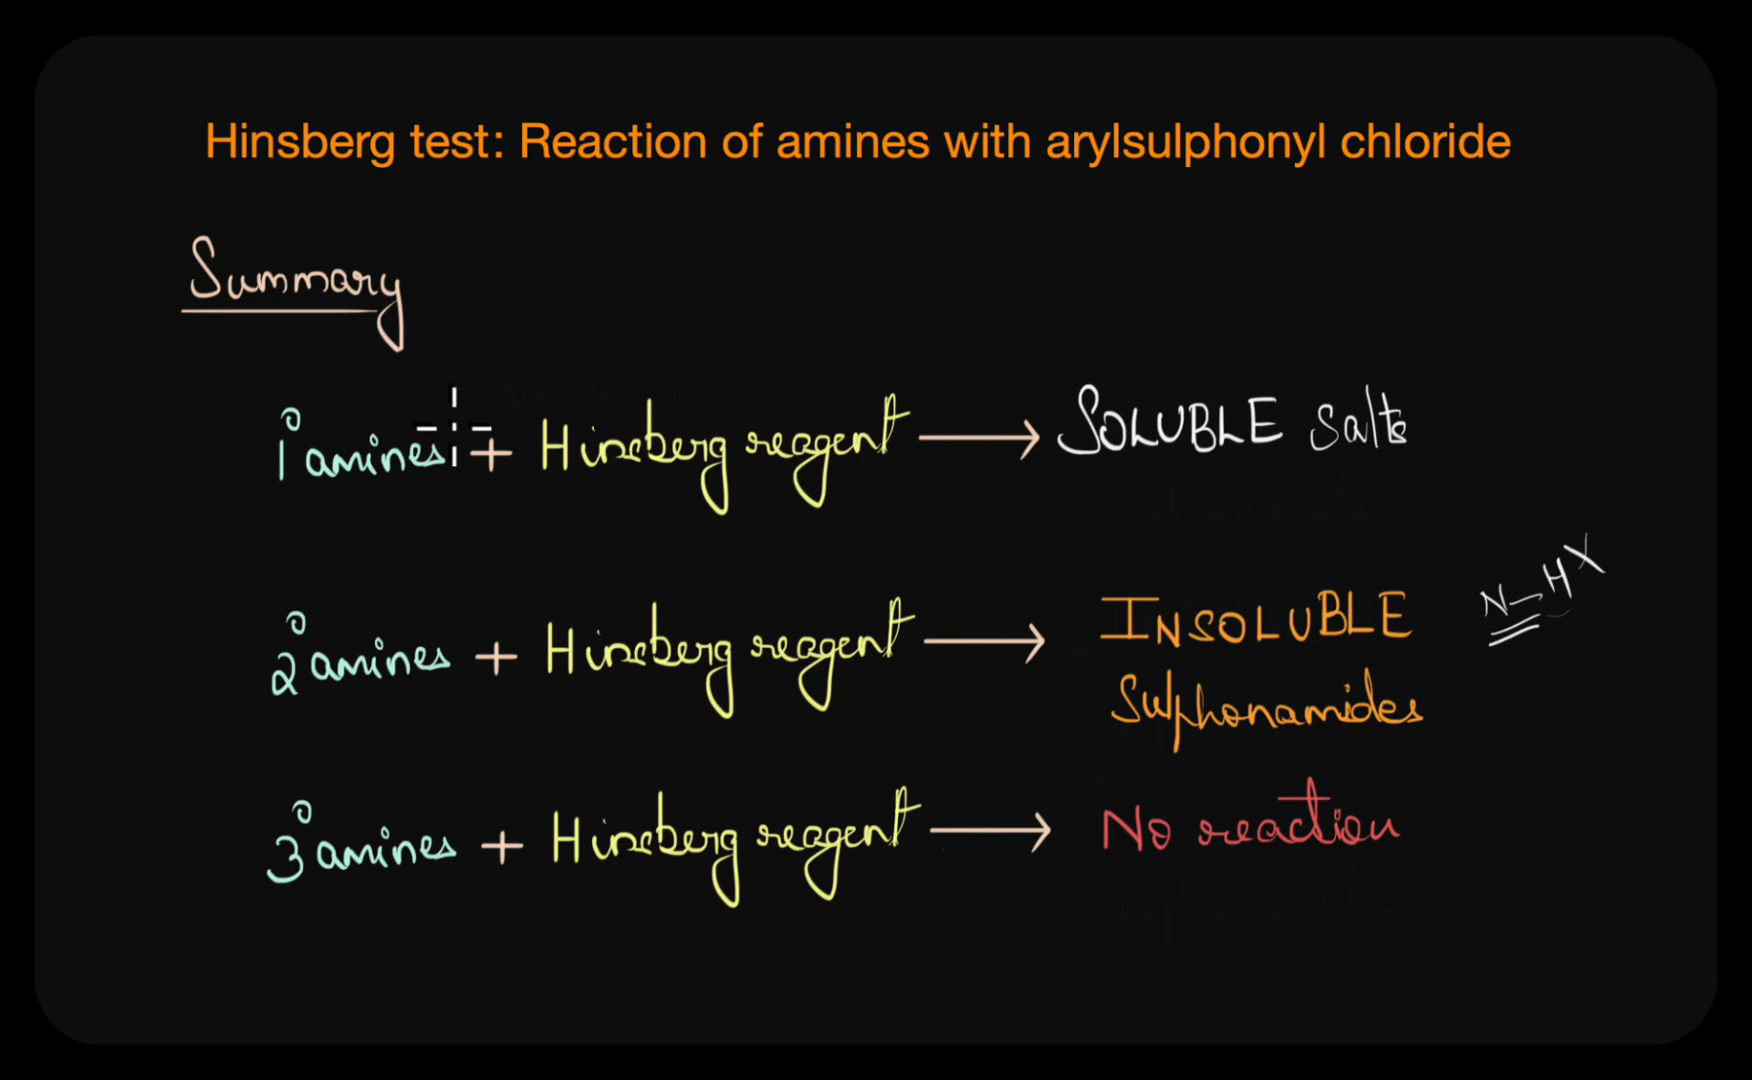 Hinsberg test: Reaction of amines with arylsulphonyl chloride
Summary
1° amines + Hinsberg reagent → SOLUBLE salts
2° amines + Hinsberg reagent → INSOLUBLE Sulphonamides
N—H X
3° amines + Hinsberg reagent → No reaction